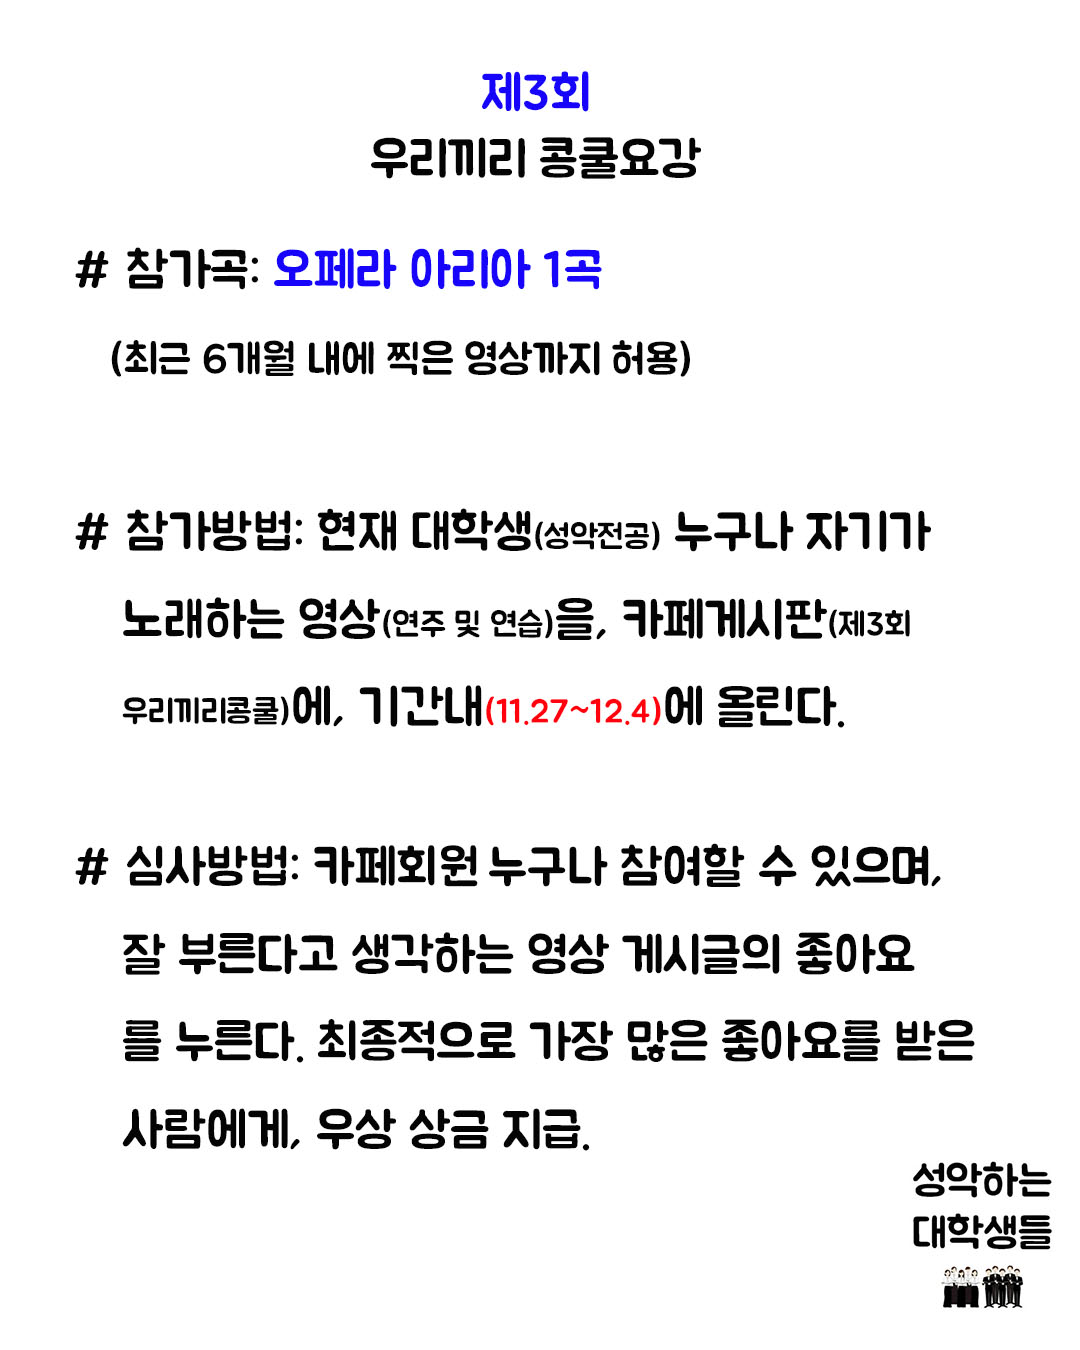 제3회
우리끼리 콩쿨요강
# 참가곡: 오페라 아리아 1곡
(최근 6개월 내에 찍은 영상까지 허용)
# 참가방법: 현재 대학생(성악전공) 누구나 자기가
노래하는 영상(연주 및 연습)을, 카페게시판(제3회
우리끼리콩쿨)에, 기간내(11.27~12.4)에 올린다.
# 심사방법: 카페회원 누구나 참여할 수 있으며,
잘 부른다고 생각하는 영상 게시글의 좋아요
를 누른다. 최종적으로 가장 많은 좋아요를 받은
사람에게, 우상 상금 지급.
성악하는
대학생들